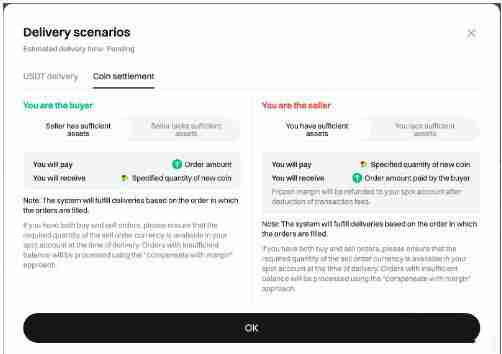 Delivery scenarios
Estimated delivery time: Pending
USDT delivery
Coin settlement
You are the buyer
Seller has sufficient
assets
Seller lacks sufficient
assets
You will pay
Order amount
You will receive
Specified quantity of new coin
Note: The system will fulfill deliveries based on the order in which
the orders are filled.
If you have both buy and sell orders, please ensure that the
required quantity of the sell order currency is available in your
spot account at the time of delivery. Orders with insufficient
balance will be processed using the "compensate with margin"
approach.
You are the seller
You have sufficient
assets
You lack sufficient
assets
You will pay
Specified quantity of new coin
You will receive
Order amount paid by the buyer
Frozen margin will be refunded to your spot account after
deduction of transaction fees.
Note: The system will fulfill deliveries based on the order in which
the orders are filled.
If you have both buy and sell orders, please ensure that the
required quantity of the sell order currency is available in your
spot account at the time of delivery. Orders with insufficient
balance will be processed using the "compensate with margin"
approach.
OK